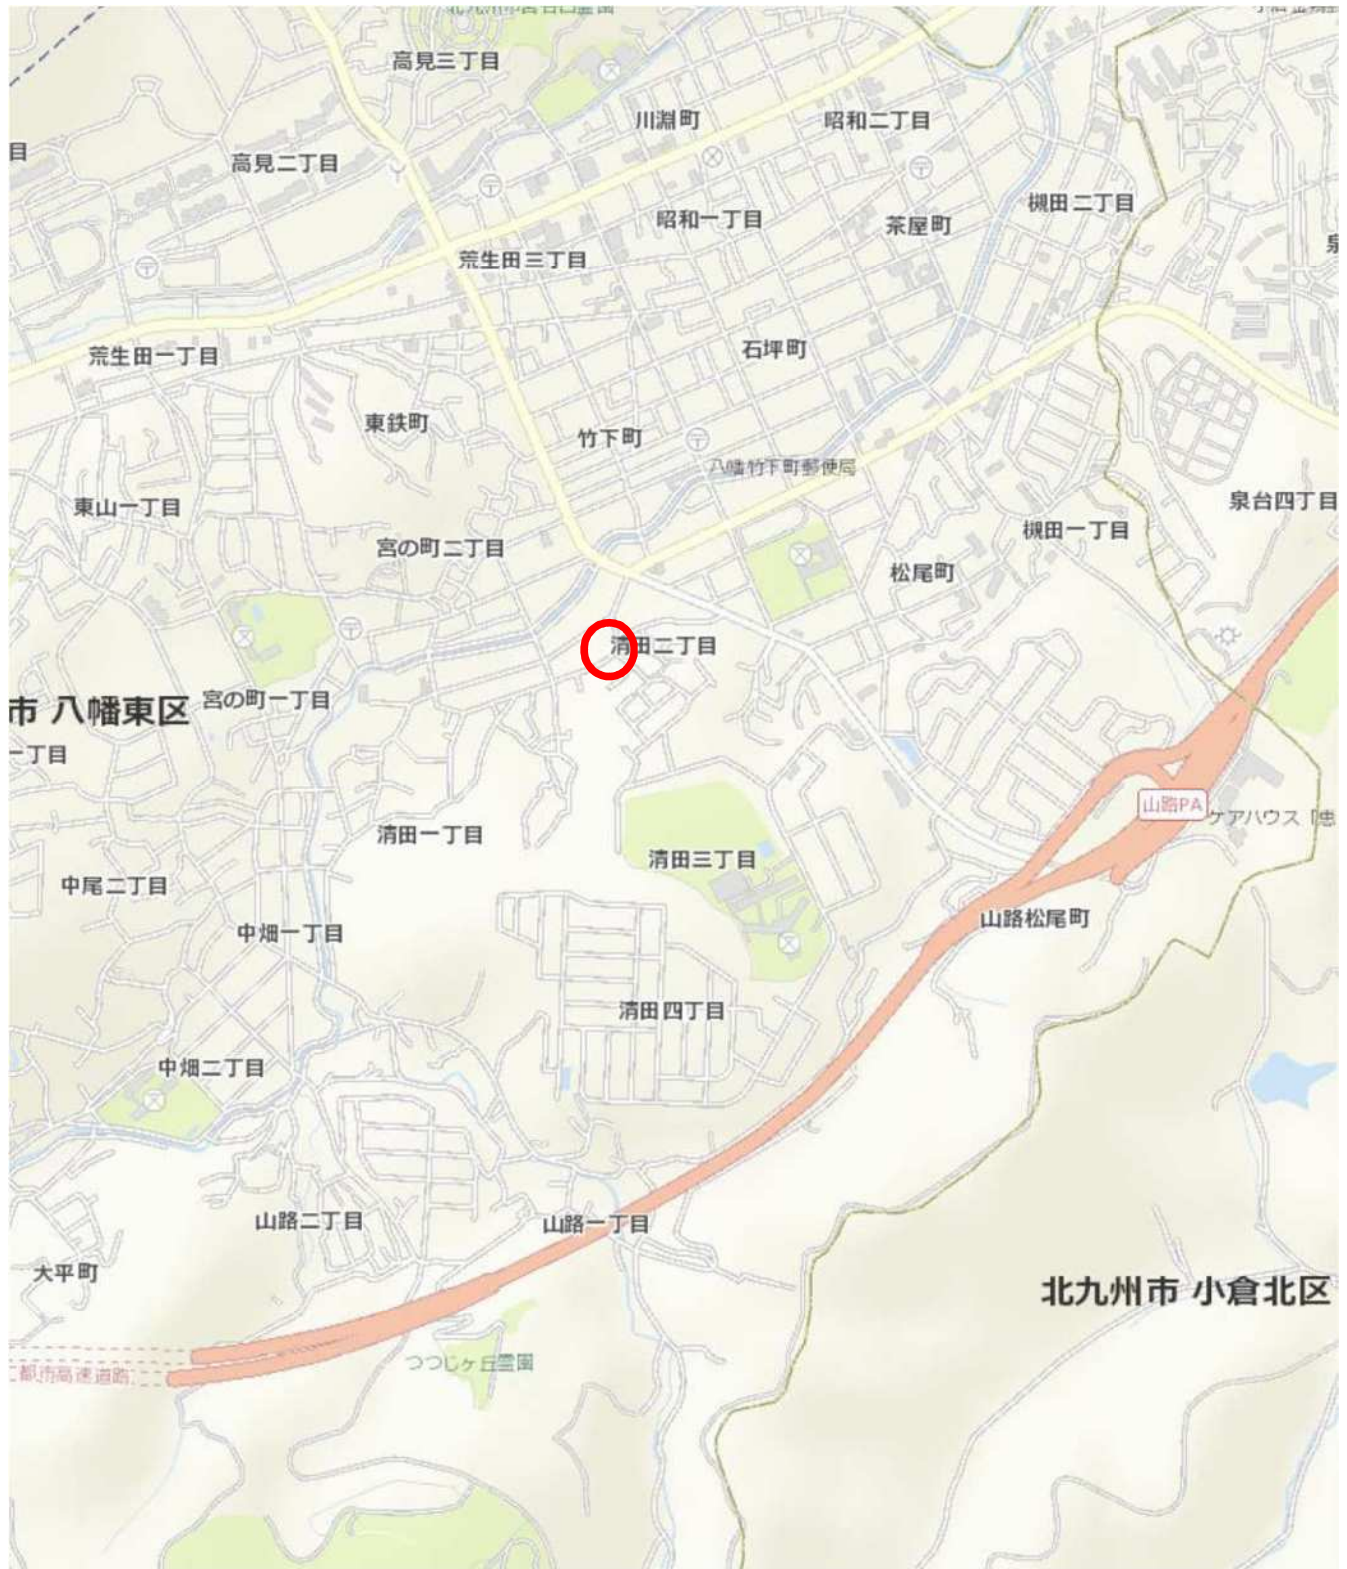 高見三丁目
川淵町
昭和二丁目
目
高見二丁目
槻田二丁目
昭和一丁目
茶屋町
泉
荒生田三丁目
荒生田一丁目
石坪町
東鉄町
竹下町
八幡竹下町郵便局
東山一丁目
泉台四丁目
槻田一丁目
宮の町二丁目
松尾町
清田二丁目
宮の町一丁目
市 八幡東区
一丁目
山路PA
ケアハウス「恵
清田一丁目
清田三丁目
中尾二丁目
山路松尾町
中畑一丁目
清田四丁目
中畑二丁目
山路二丁目
山路一丁目
大平町
北九州市 小倉北区
つつじヶ丘霊園
都市高速道路